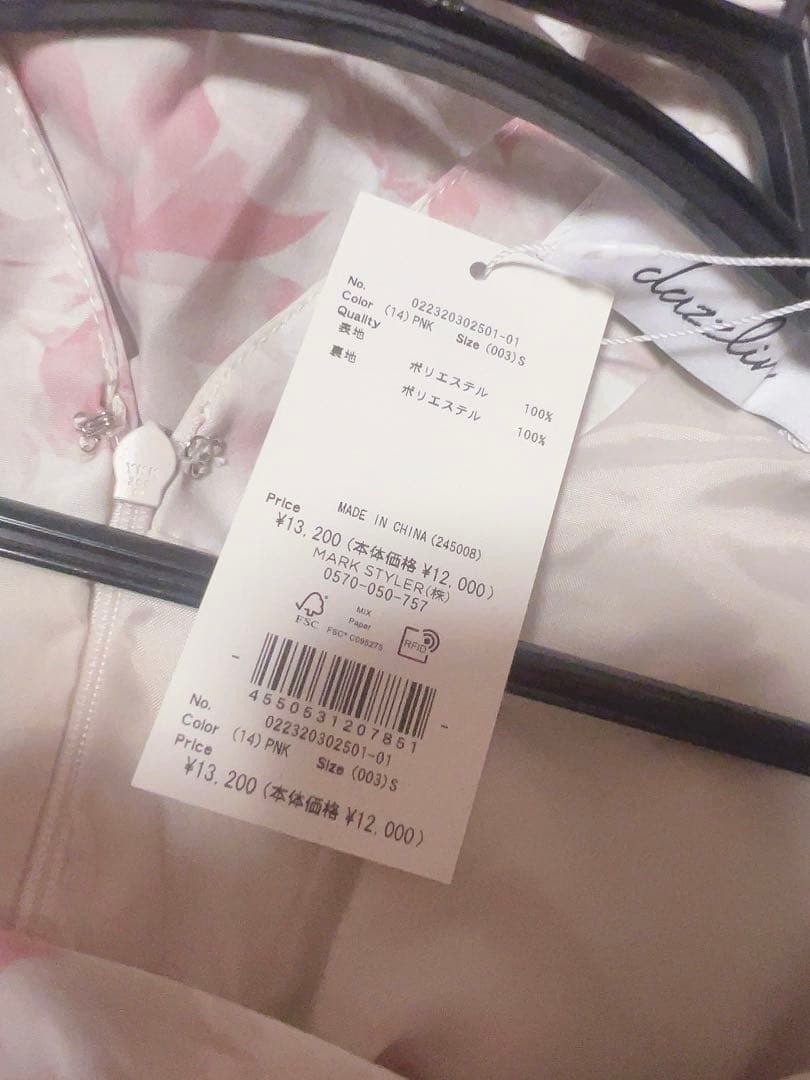 dazzlin
No. 022320302501-01
Color (14)PNK Size (003)S
Quality
表地 ポリエステル 100%
裏地 ポリエステル 100%
MADE IN CHINA(245008)
Price
¥13,200(本体価格 ¥12,000)
MARK STYLER(株)
0570-050-757
FSC
MIX
Paper
FSC® C095275
RFID
4550531207851
No. 022320302501-01
Color (14)PNK Size (003)S
Price
¥13,200(本体価格 ¥12,000)